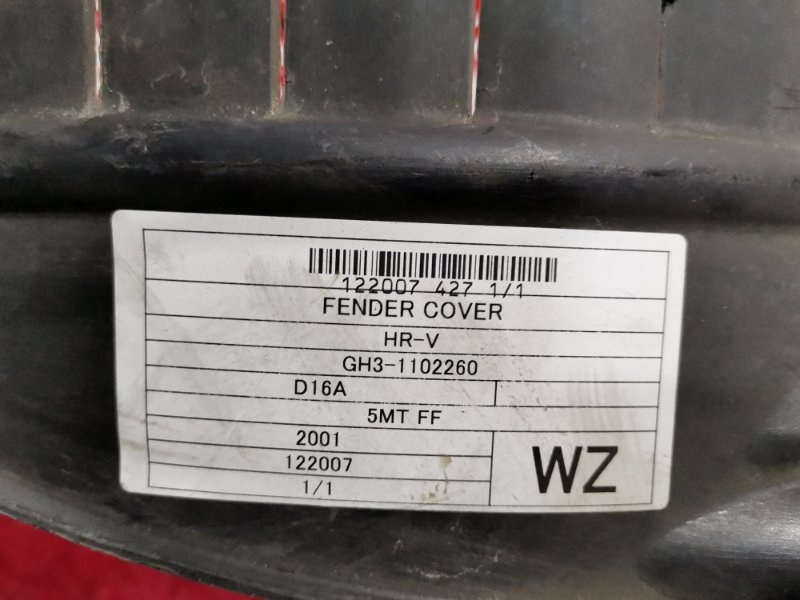 122007 427 1/1
FENDER COVER
HR-V
GH3-1102260
D16A
5MT FF
2001
122007
1/1
WZ